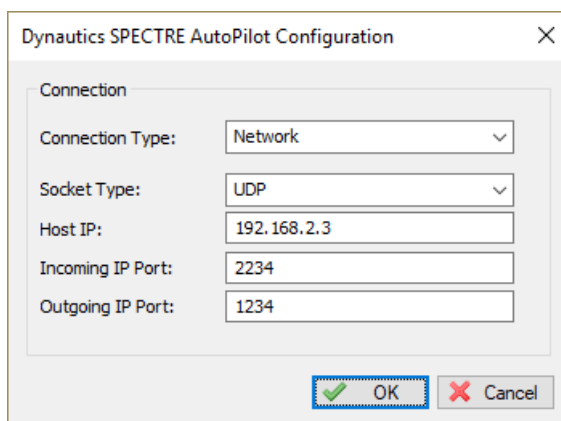 Dynautics SPECTRE AutoPilot Configuration
Connection
Connection Type: Network
Socket Type: UDP
Host IP: 192.168.2.3
Incoming IP Port: 2234
Outgoing IP Port: 1234
OK Cancel